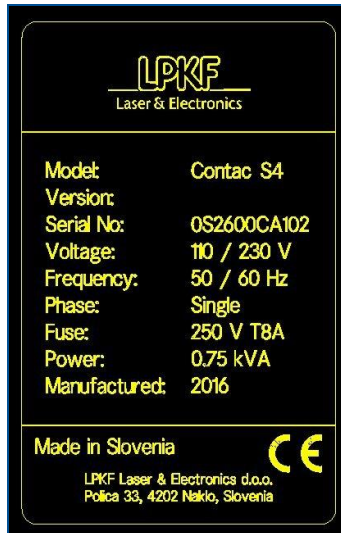 LPKF
Laser & Electronics
Model: Contac S4
Version:
Serial No: 0S2600CA102
Voltage: 110 / 230 V
Frequency: 50 / 60 Hz
Phase: Single
Fuse: 250 V T8A
Power: 0.75 kVA
Manufactured: 2016
Made in Slovenia CE
LPKF Laser & Electronics d.o.o.
Polica 33, 4202 Naklo, Slovenia